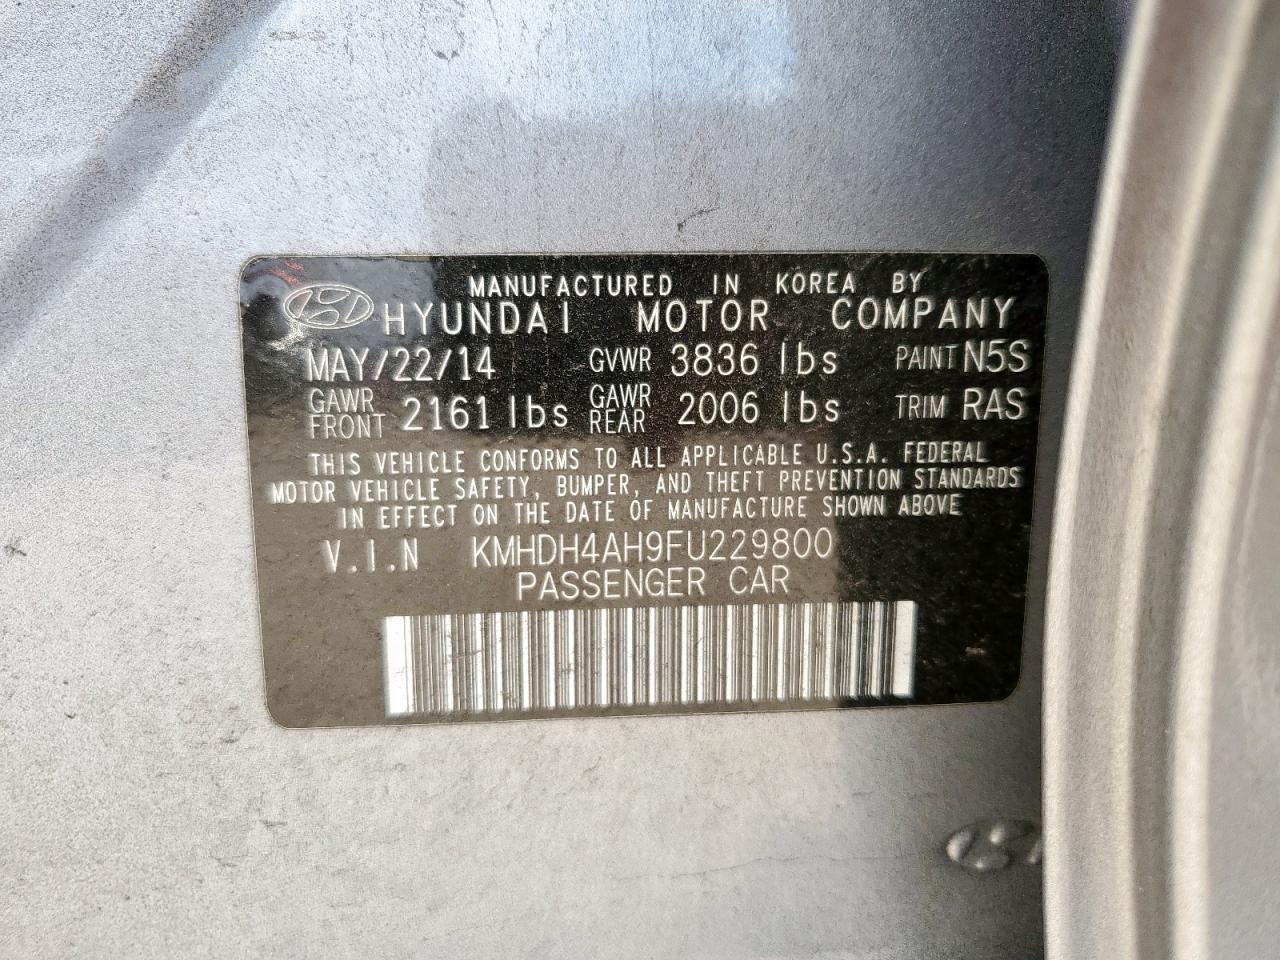 MANUFACTURED IN KOREA BY
HYUNDAI MOTOR COMPANY
MAY/22/14 GVWR 3836 lbs PAINT N5S
GAWR FRONT 2161 lbs GAWR REAR 2006 lbs TRIM RAS
THIS VEHICLE CONFORMS TO ALL APPLICABLE U.S.A. FEDERAL
MOTOR VEHICLE SAFETY, BUMPER, AND THEFT PREVENTION STANDARDS
IN EFFECT ON THE DATE OF MANUFACTURE SHOWN ABOVE
V.I.N KMHDH4AH9FU229800
PASSENGER CAR